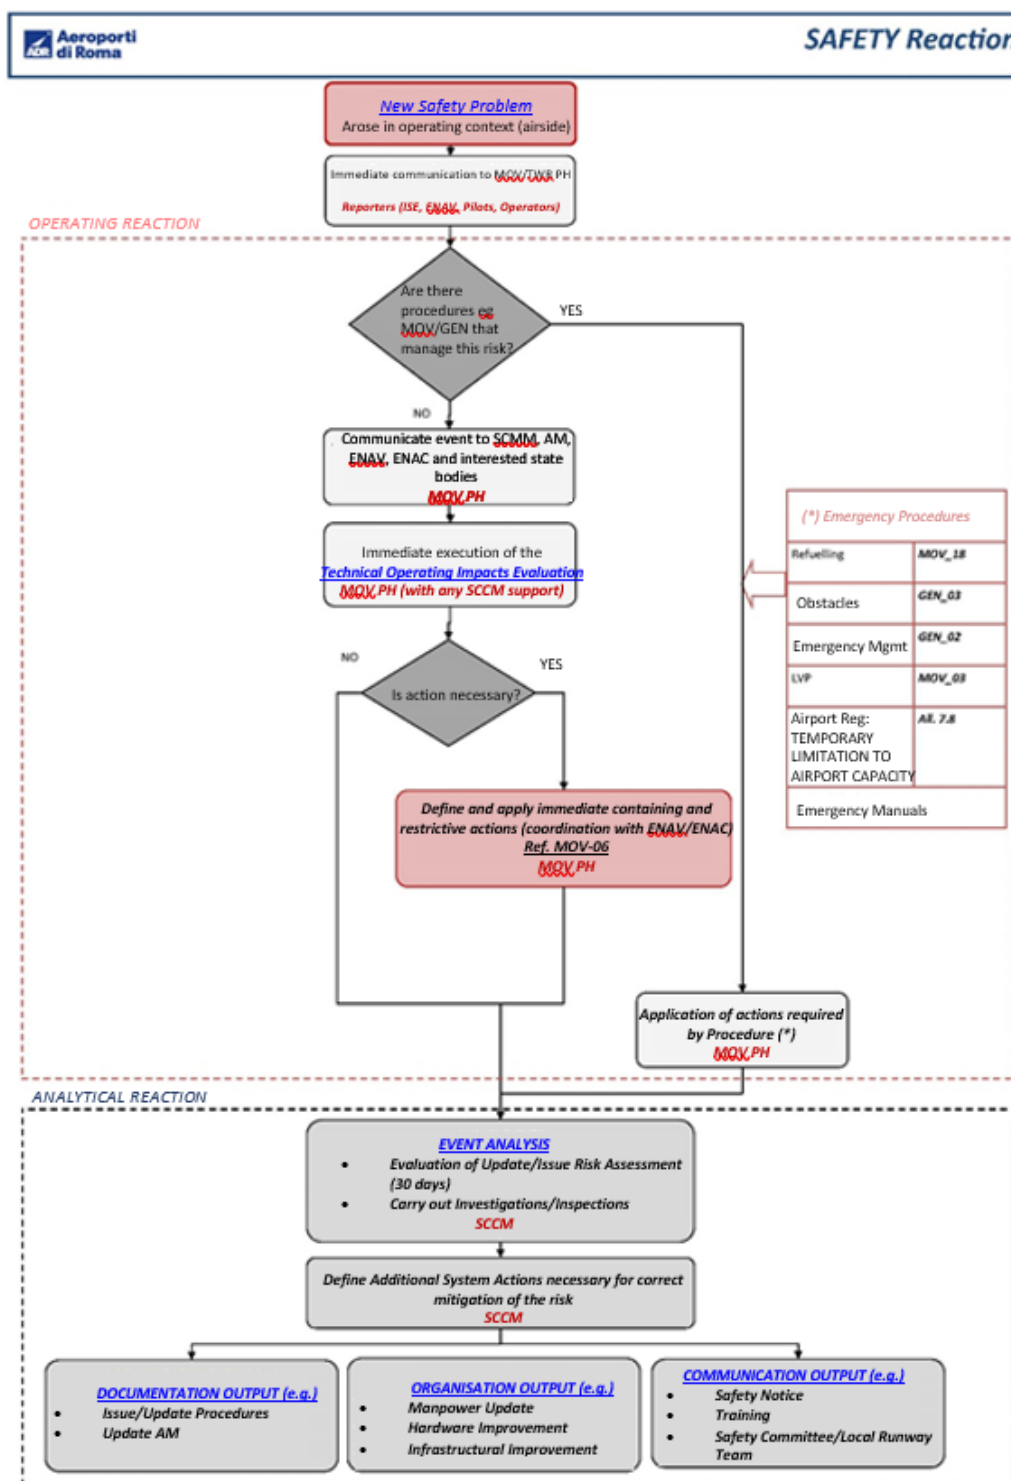 Aeroporti
di Roma
ADR
SAFETY Reaction
New Safety Problem
Arose in operating context (airside)
Immediate communication to MOV/TWR PH
Reporters (ISE, ENAV, Pilots, Operators)
OPERATING REACTION
Are there
procedures eg
MOV/GEN that
manage this risk?
YES
NO
Communicate event to SCMM, AM,
ENAV, ENAC and interested state
bodies
MOV PH
Immediate execution of the
Technical Operating Impacts Evaluation
MOV PH (with any SCCM support)
NO
YES
Is action necessary?
Define and apply immediate containing and
restrictive actions (coordination with ENAV/ENAC)
Ref. MOV-06
MOV PH
(*) Emergency Procedures
Refuelling MOV_18
Obstacles GEN_03
Emergency Mgmt GEN_02
LVP MOV_03
Airport Reg: All. 7.8
TEMPORARY
LIMITATION TO
AIRPORT CAPACITY
Emergency Manuals
Application of actions required
by Procedure (*)
MOV PH
ANALYTICAL REACTION
EVENT ANALYSIS
• Evaluation of Update/Issue Risk Assessment
(30 days)
• Carry out Investigations/Inspections
SCCM
Define Additional System Actions necessary for correct
mitigation of the risk
SCCM
DOCUMENTATION OUTPUT (e.g.)
• Issue/Update Procedures
• Update AM
ORGANISATION OUTPUT (e.g.)
• Manpower Update
• Hardware Improvement
• Infrastructural Improvement
COMMUNICATION OUTPUT (e.g.)
• Safety Notice
• Training
• Safety Committee/Local Runway
Team